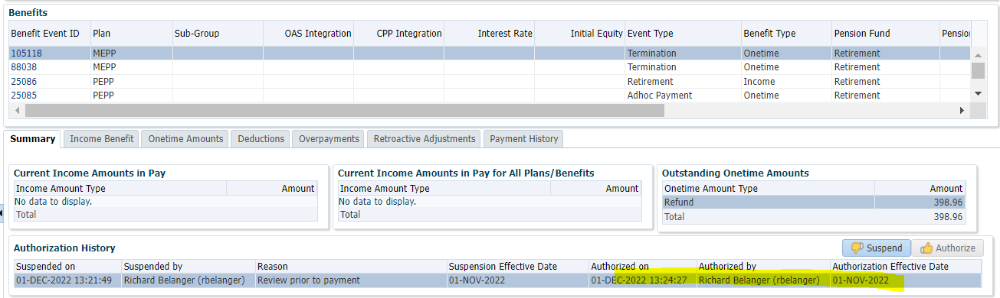 Benefits
Benefit Event ID Plan Sub-Group OAS Integration CPP Integration Interest Rate Initial Equity Event Type Benefit Type Pension Fund
105118 MEPP Termination Onetime Retirement
88038 MEPP Termination Onetime Retirement
25086 PEPP Retirement Income Retirement
25085 PEPP Adhoc Payment Onetime Retirement
Summary Income Benefit Onetime Amounts Deductions Overpayments Retroactive Adjustments Payment History
Current Income Amounts in Pay Current Income Amounts in Pay for All Plans/Benefits Outstanding Onetime Amounts
Income Amount Type Amount Income Amount Type Amount Onetime Amount Type Amount
No data to display. No data to display. Refund 398.96
Total Total Total 398.96
Authorization History Suspend Authorize
Suspended on Suspended by Reason Suspension Effective Date Authorized on Authorized by Authorization Effective Date
01-DEC-2022 13:21:49 Richard Belanger (rbelanger) Review prior to payment 01-NOV-2022 01-DEC-2022 13:24:27 Richard Belanger (rbelanger) 01-NOV-2022